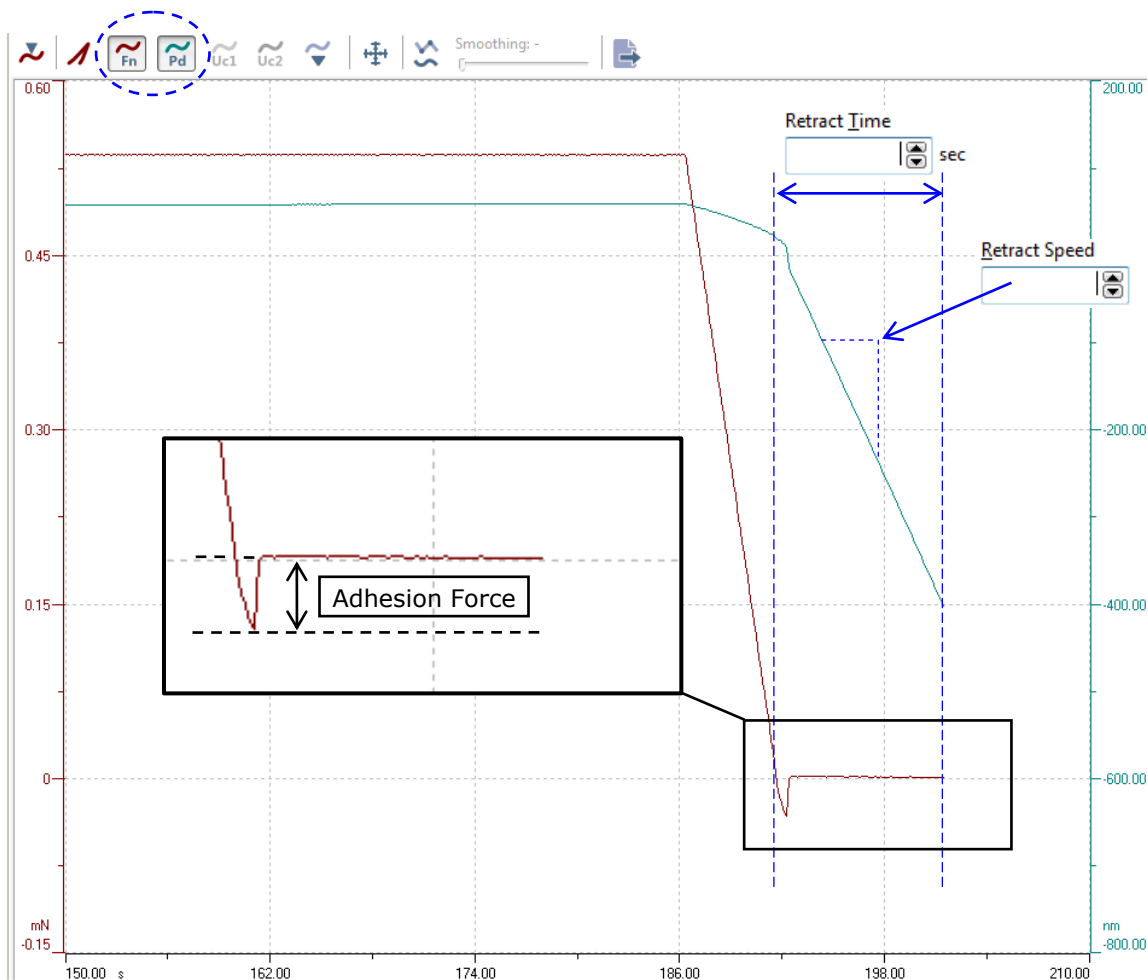 Fn
Pd
Uc1
Uc2
Smoothing: -
0.60
200.00
Retract Time
sec
Retract Speed
0.45
0.30
-200.00
Adhesion Force
0.15
-400.00
0
-600.00
mN
nm
-0.15
-800.00
150.00 s 162.00 174.00 186.00 198.00 210.00